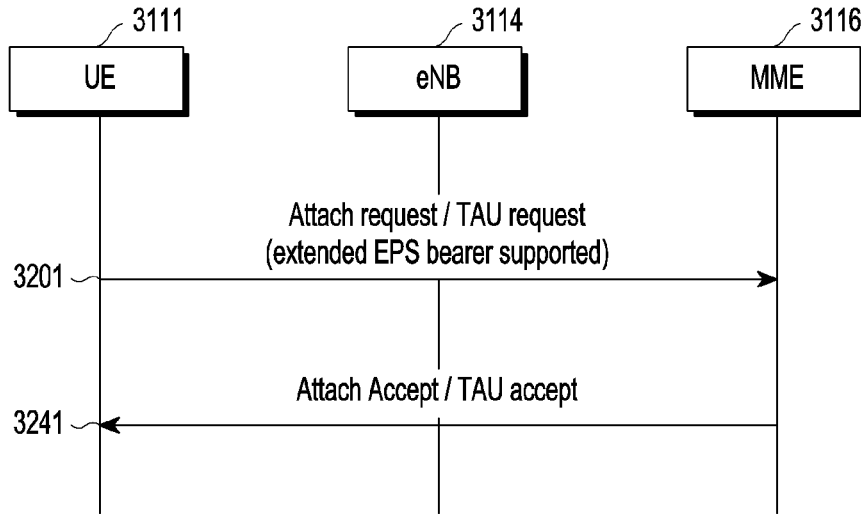 3111
3114
3116
UE
eNB
MME
Attach request / TAU request
(extended EPS bearer supported)
3201
Attach Accept / TAU accept
3241